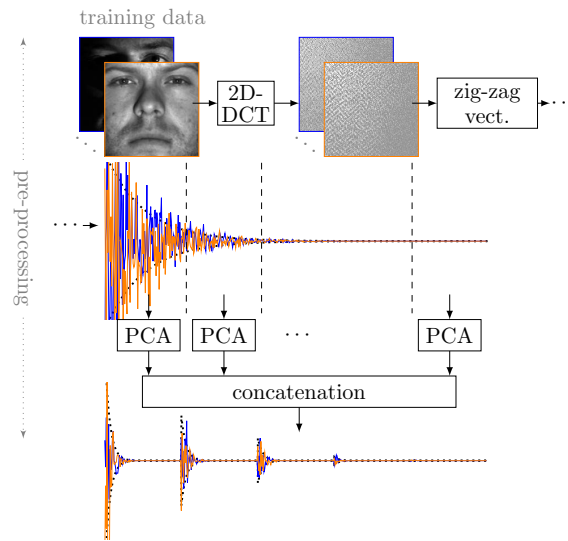 training data
2D-
DCT
zig-zag
vect.
...
pre-processing
...
PCA
PCA
...
PCA
concatenation